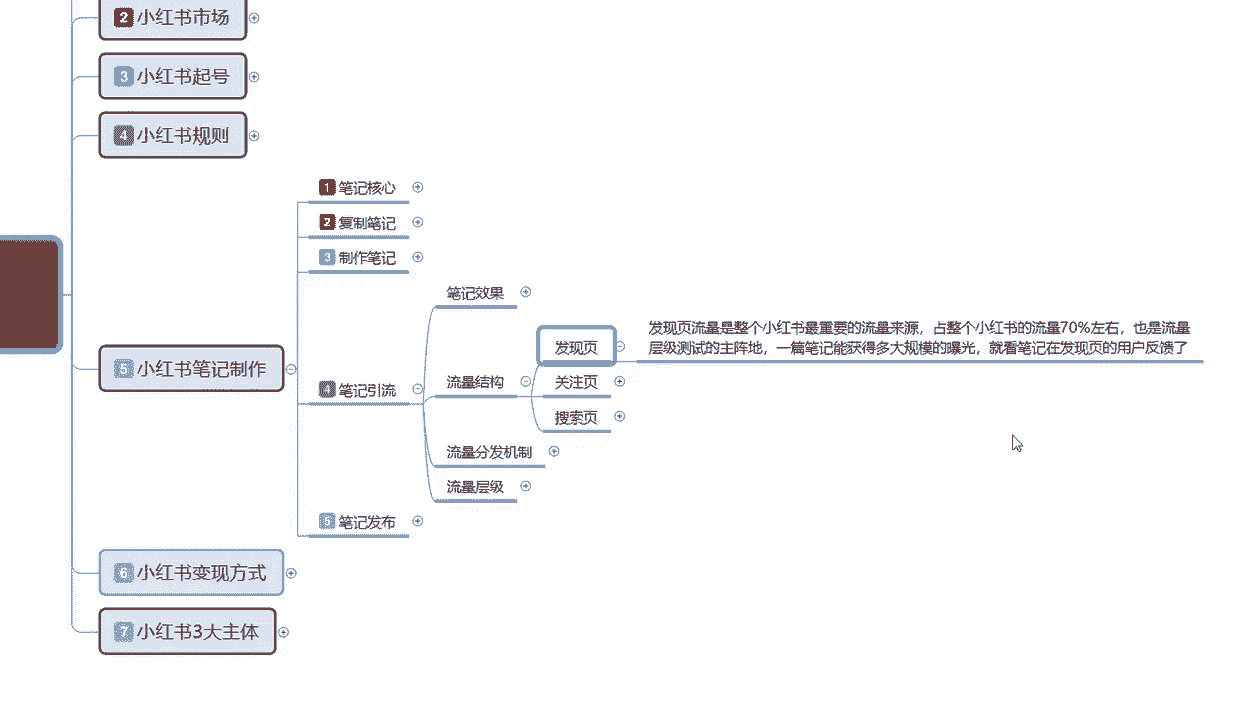 2 小红书市场
3 小红书起号
4 小红书规则
5 小红书笔记制作
1 笔记核心
2 复制笔记
3 制作笔记
4 笔记引流
笔记效果
流量结构
发现页
发现页流量是整个小红书最重要的流量来源，占整个小红书的流量70%左右，也是流量
层级测试的主阵地，一篇笔记能获得多大规模的曝光，就看笔记在发现页的用户反馈了
关注页
搜索页
流量分发机制
流量层级
5 笔记发布
6 小红书变现方式
7 小红书3大主体